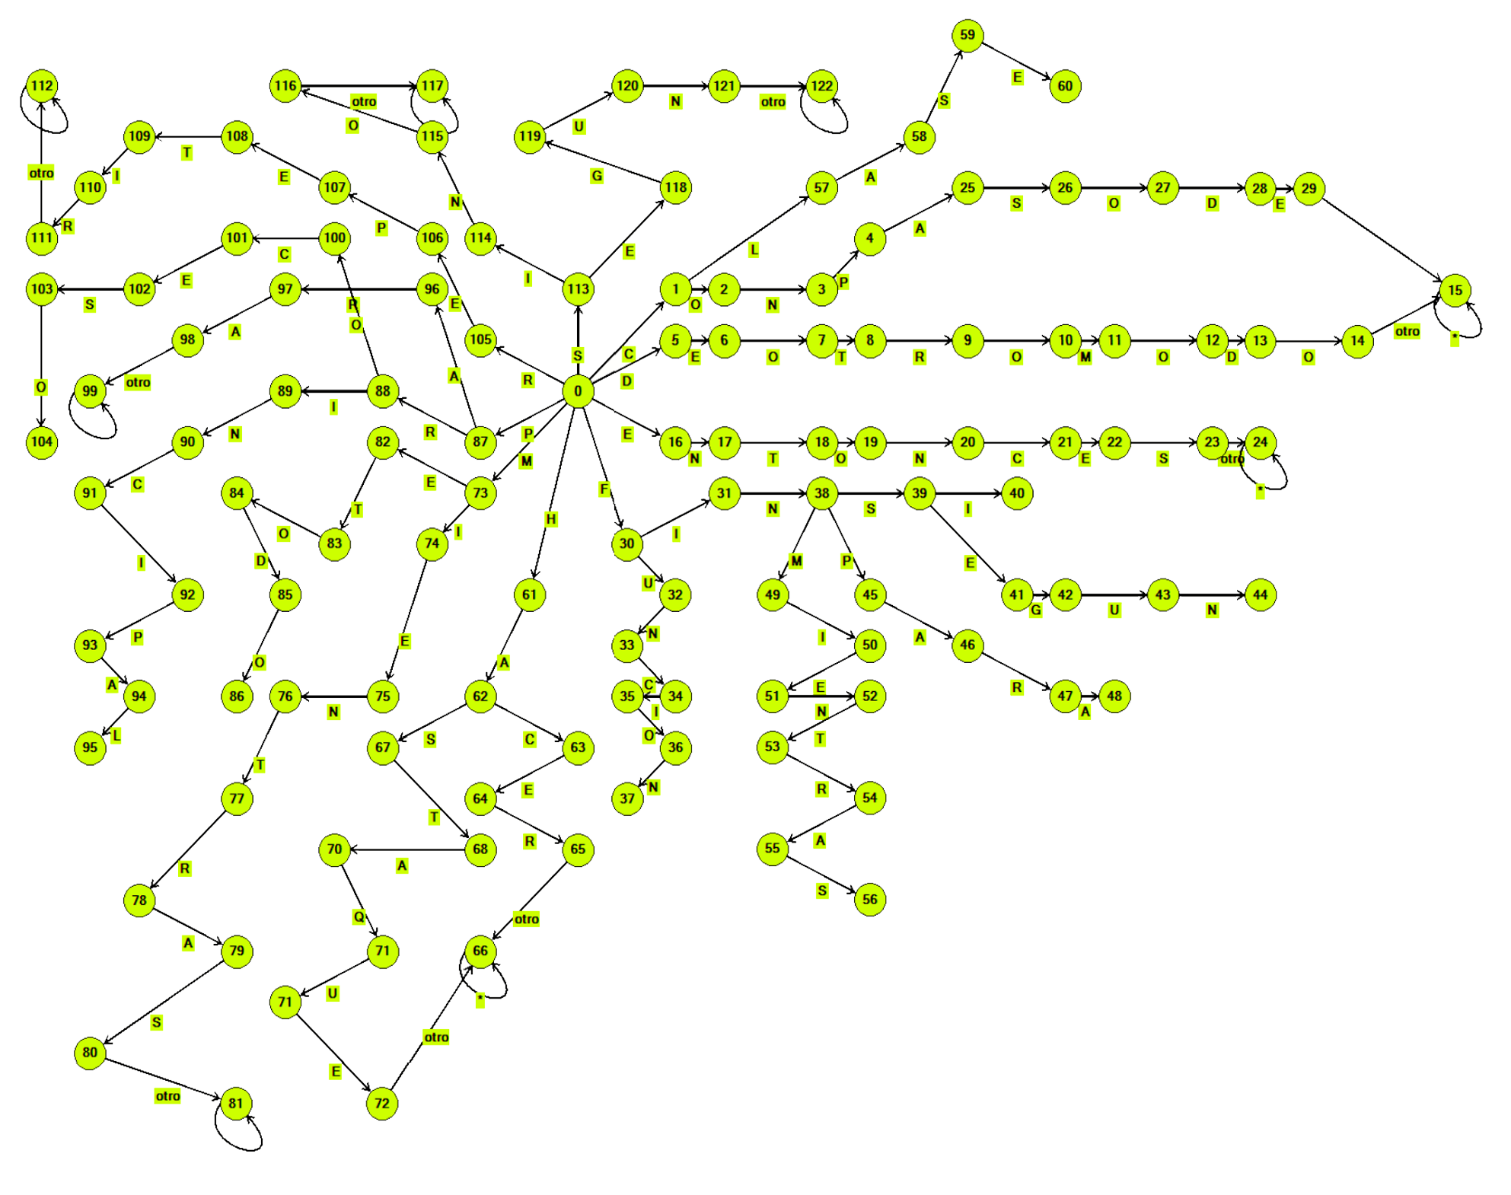 59
E
60
112
116
otro
117
120
N
121
otro
122
S
O
109
T
108
115
119
U
58
otro
I
110
E
107
N
G
118
57
A
25
S
26
O
27
D
28
E
29
R
111
101
C
100
P
106
114
E
L
4
A
103
S
102
E
97
R
O
96
E
I
113
1
O
2
N
3
P
15
A
98
105
S
C
5
E
6
O
7
T
8
R
9
O
10
M
11
O
12
D
13
O
14
otro
*
O
99
otro
89
I
88
A
R
0
D
104
90
N
82
R
87
P
M
E
16
N
17
T
18
O
19
N
20
C
21
E
22
S
23
otro
24
*
91
C
84
T
E
73
H
F
31
N
38
S
39
I
40
I
O
83
74
I
30
I
M
P
E
92
D
85
61
U
32
49
45
41
G
42
U
43
N
44
93
P
E
A
33
N
I
50
A
46
A
94
O
86
76
N
75
62
35
C
I
34
51
E
N
52
R
47
A
48
95
L
T
67
S
C
63
O
36
53
T
77
64
E
37
N
R
54
R
T
R
70
A
68
65
55
A
78
A
79
Q
71
otro
66
*
S
56
S
71
U
80
otro
81
E
72
otro